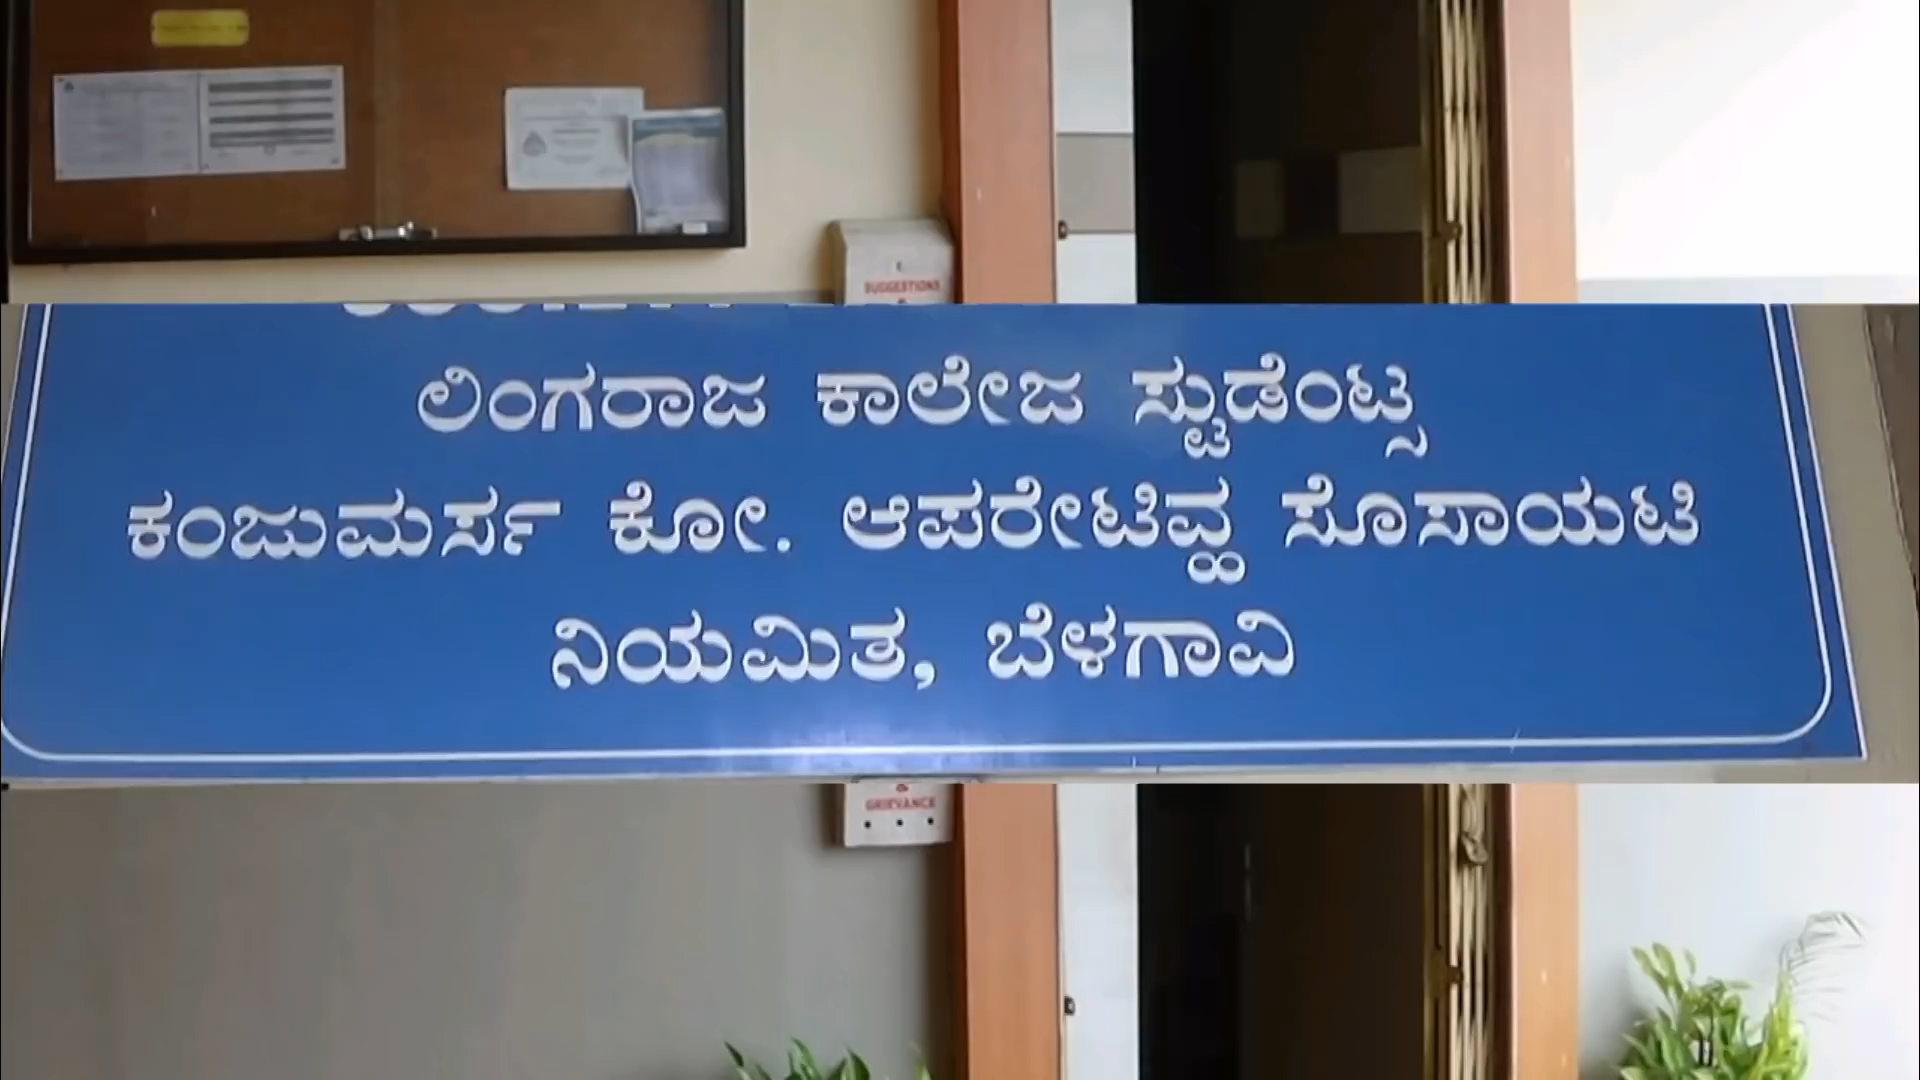 SUGGESTIONS
ಲಿಂಗರಾಜ ಕಾಲೇಜ ಸ್ಟುಡೆಂಟ್ಸ
ಕಂಜುಮರ್ಸ ಕೋ. ಆಪರೇಟಿವ್ಹ ಸೊಸಾಯಟಿ
ನಿಯಮಿತ, ಬೆಳಗಾವಿ
&
GRIEVANCE